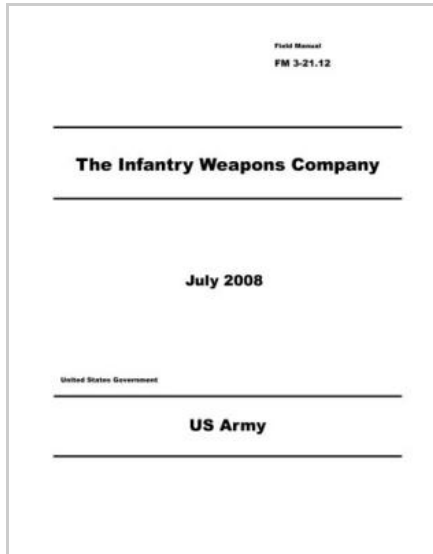 Field Manual
FM 3-21.12
The Infantry Weapons Company
July 2008
United States Government
US Army